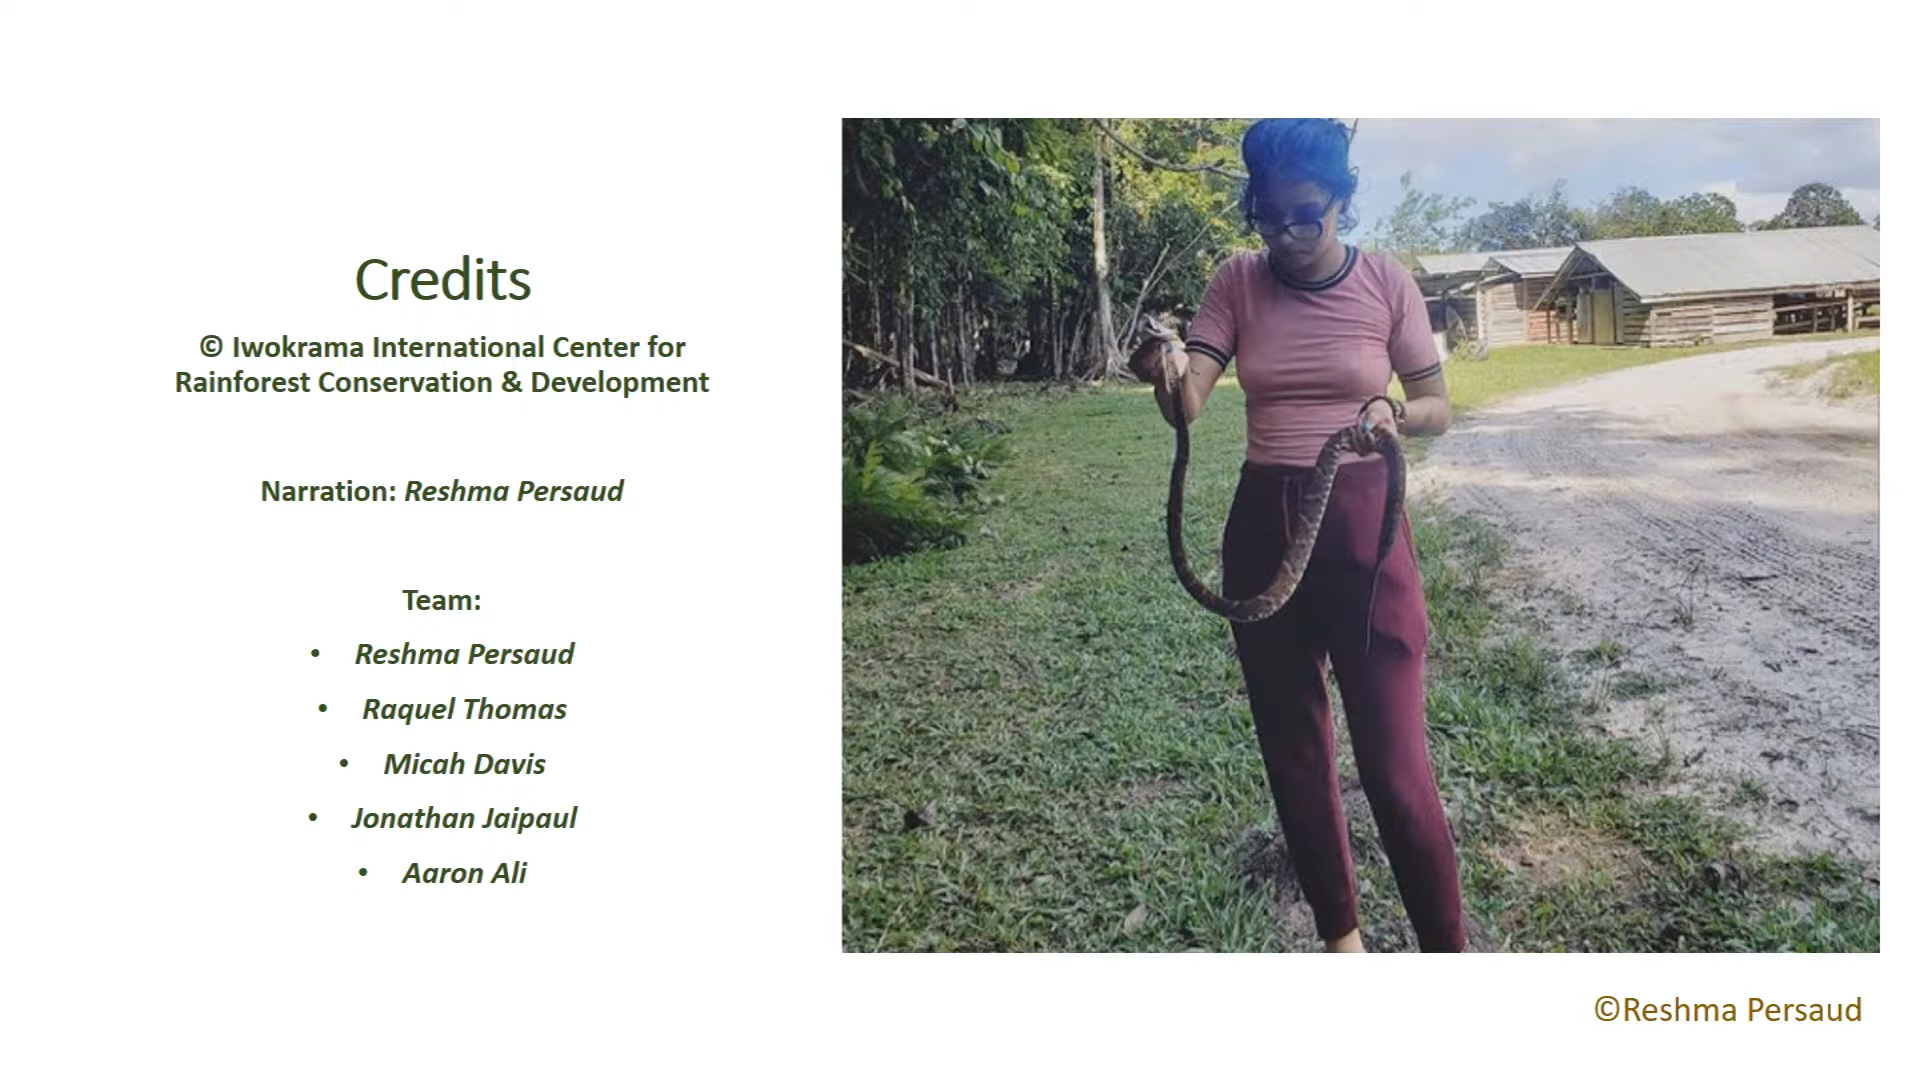 Credits
© Iwokrama International Center for
Rainforest Conservation & Development
Narration: Reshma Persaud
Team:
• Reshma Persaud
• Raquel Thomas
• Micah Davis
• Jonathan Jaipaul
• Aaron Ali
©Reshma Persaud